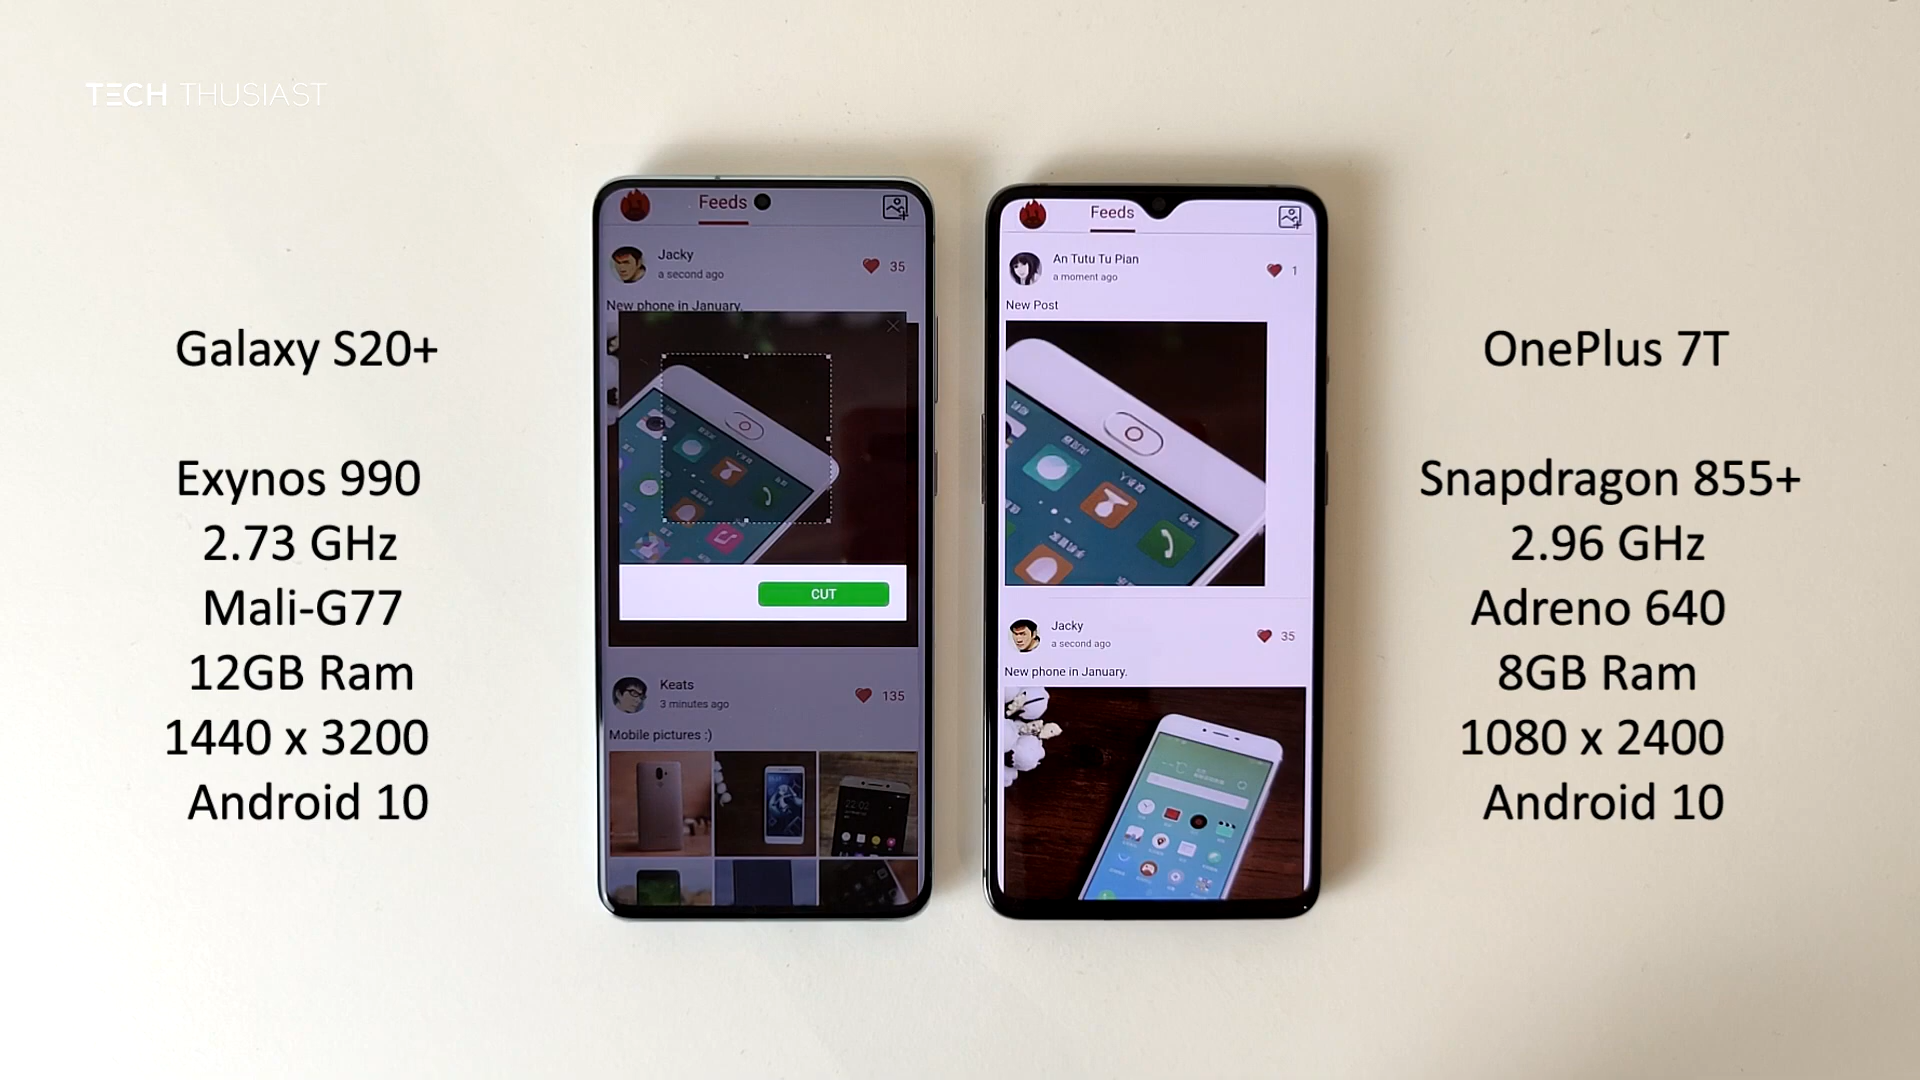 TECH THUSIAST
Galaxy S20+
Exynos 990
2.73 GHz
Mali-G77
12GB Ram
1440 x 3200
Android 10
Feeds
Jacky
a second ago
35
New phone in January.
CUT
Keats
3 minutes ago
135
Mobile pictures :)
Feeds
An Tutu Tu Pian
a moment ago
1
New Post
Jacky
a second ago
35
New phone in January.
OnePlus 7T
Snapdragon 855+
2.96 GHz
Adreno 640
8GB Ram
1080 x 2400
Android 10